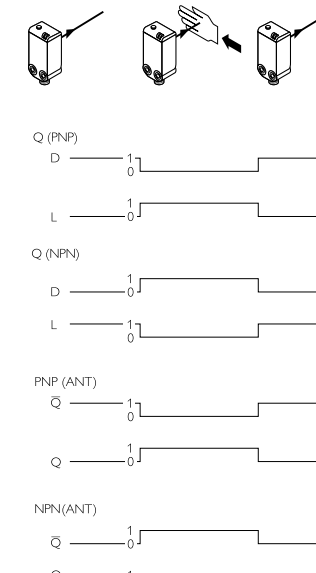 Q (PNP)
D 1
0
1
L 0
Q (NPN)
1
D 0
L 1
0
PNP (ANT)
Q̅ 1
0
1
Q 0
NPN(ANT)
1
Q̅ 0